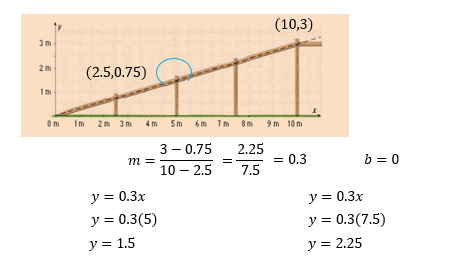 y
(10,3)
3 m
(2.5,0.75)
2 m
1 m
x
0 m 1m 2 m 3 m 4 m 5 m 6 m 7 m 8 m 9 m 10 m
m = (3 − 0.75)/(10 − 2.5) = 2.25/7.5 = 0.3 b = 0
y = 0.3x y = 0.3x
y = 0.3(5) y = 0.3(7.5)
y = 1.5 y = 2.25